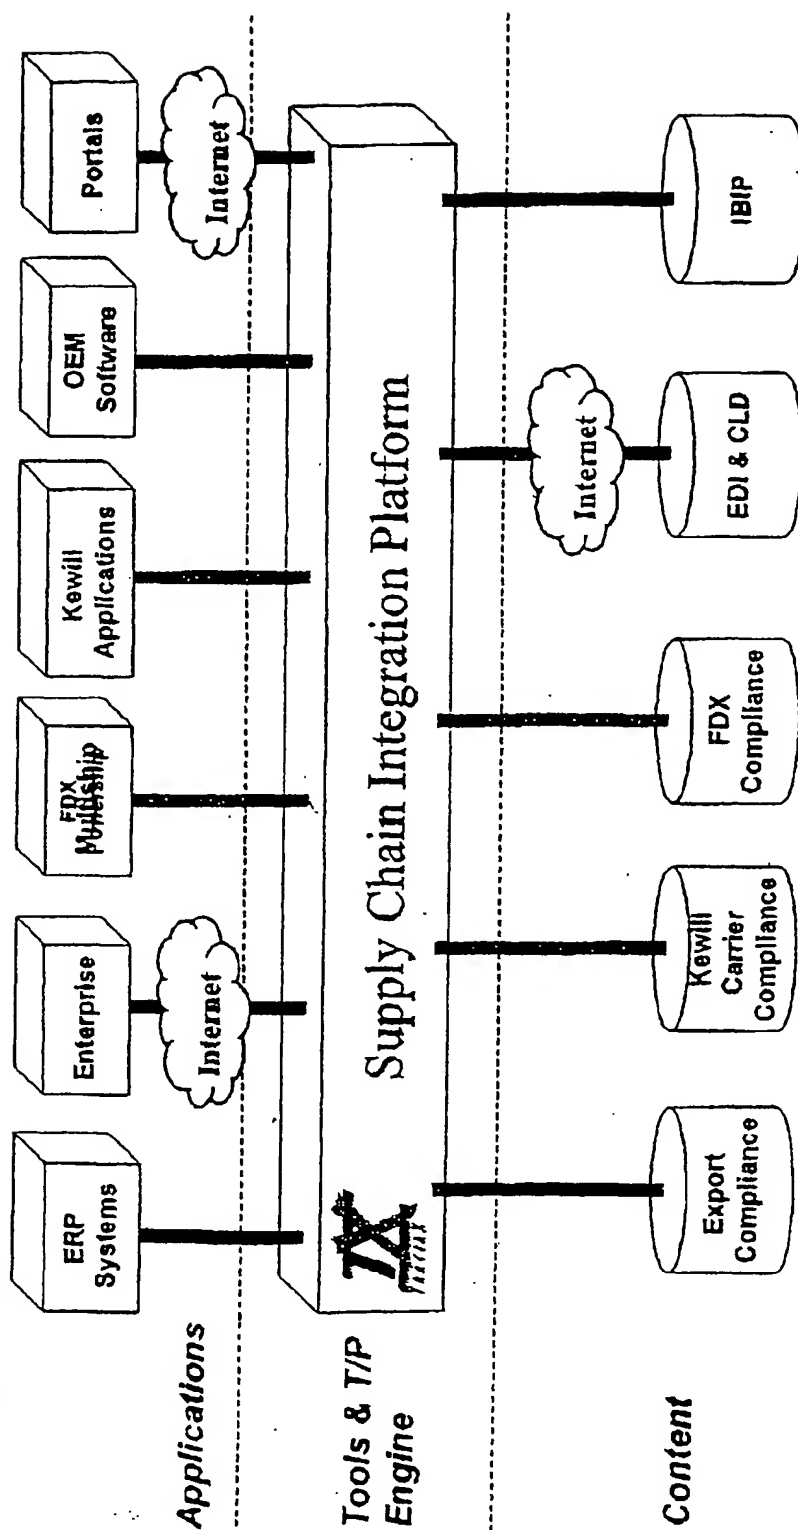 Applications
ERP
Systems
Enterprise
FDX
Kewill
Applications
OEM
Software
Portals
Internet
Internet
Tools & T/P
Engine
TX
Supply Chain Integration Platform
Content
Internet
Export
Compliance
Kewill
Carrier
Compliance
FDX
Compliance
EDI & CLD
IBIP